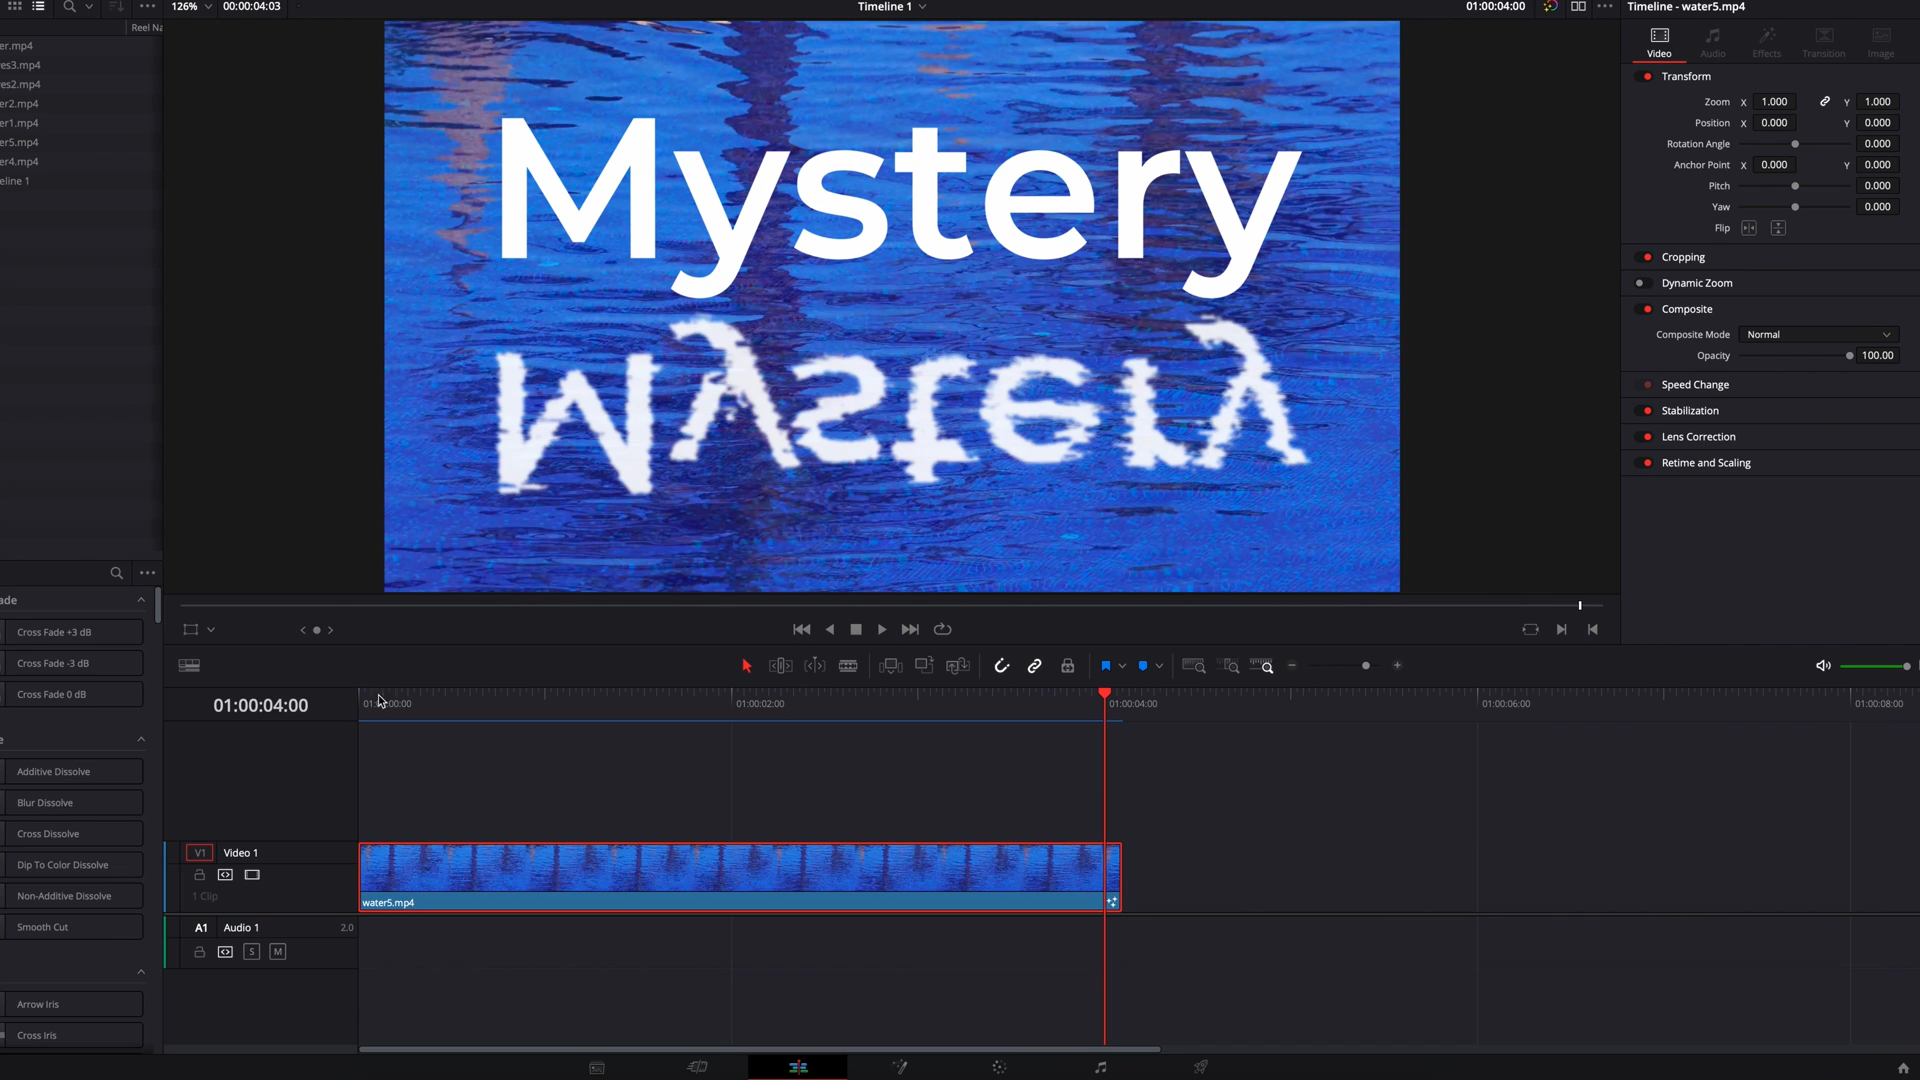 126%
00:00:04:03
Timeline 1
01:00:04:00
Timeline - water5.mp4
Reel Na
er.mp4
es3.mp4
es2.mp4
er2.mp4
er1.mp4
er5.mp4
er4.mp4
eline 1
Mystery
Mystery
Video
Audio
Effects
Transition
Image
Transform
Zoom X 1.000 Y 1.000
Position X 0.000 Y 0.000
Rotation Angle 0.000
Anchor Point X 0.000 Y 0.000
Pitch 0.000
Yaw 0.000
Flip
Cropping
Dynamic Zoom
Composite
Composite Mode Normal
Opacity 100.00
Speed Change
Stabilization
Lens Correction
Retime and Scaling
ade
Cross Fade +3 dB
Cross Fade -3 dB
Cross Fade 0 dB
e
Additive Dissolve
Blur Dissolve
Cross Dissolve
Dip To Color Dissolve
Non-Additive Dissolve
Smooth Cut
Arrow Iris
Cross Iris
01:00:04:00
01:00:02:00
01:00:04:00
01:00:06:00
01:00:08:00
V1 Video 1
1 Clip
water5.mp4
A1 Audio 1 2.0
S M